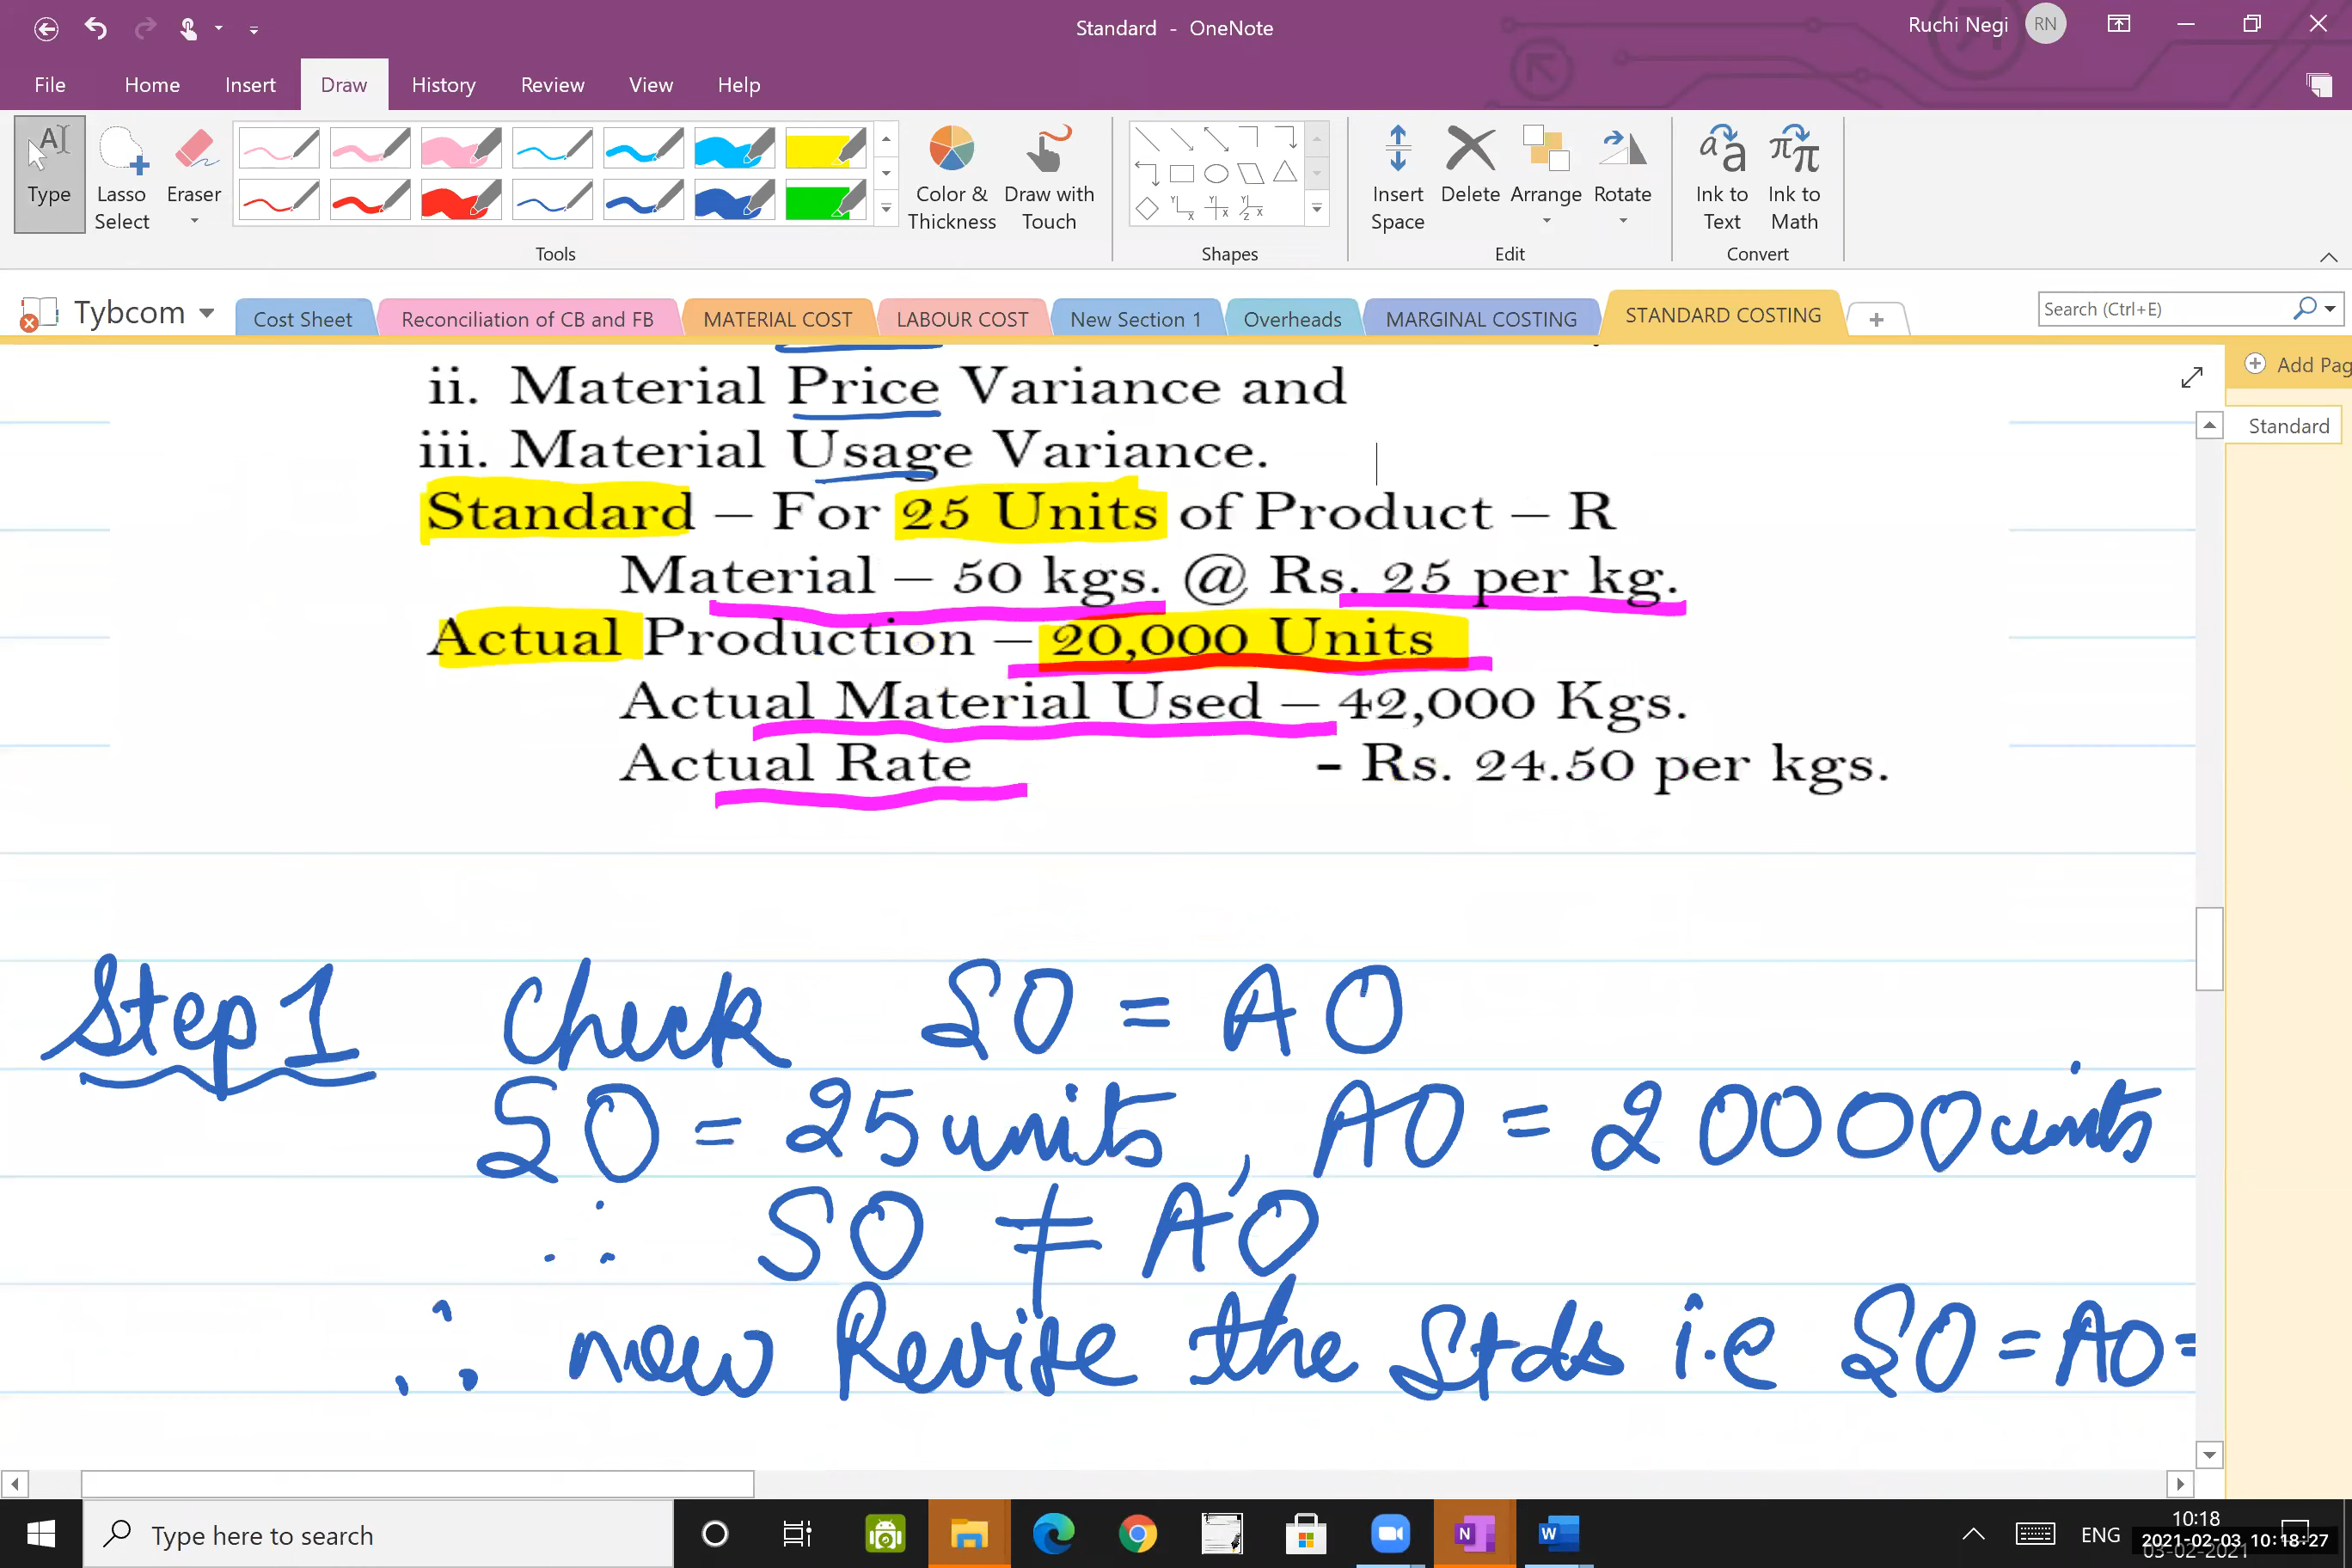 Standard - OneNote
Ruchi Negi RN
File Home Insert Draw History Review View Help
Type Lasso Select Eraser Color & Thickness Draw with Touch Insert Space Delete Arrange Rotate Ink to Text Ink to Math
Tools Shapes Edit Convert
Tybcom Cost Sheet Reconciliation of CB and FB MATERIAL COST LABOUR COST New Section 1 Overheads MARGINAL COSTING STANDARD COSTING Search (Ctrl+E)
Add Pag
Standard
ii. Material Price Variance and
iii. Material Usage Variance.
Standard – For 25 Units of Product – R
Material – 50 kgs. @ Rs. 25 per kg.
Actual Production – 20,000 Units
Actual Material Used – 42,000 Kgs.
Actual Rate - Rs. 24.50 per kgs.
Step 1 Check SO = AO
SO = 25 units, AO = 20000 units
∴ SO ≠ AO
∴ now Revise the Stds i.e SO = AO =
Type here to search
ENG
10:18
2021-02-03 10:18:27
03-02-2021